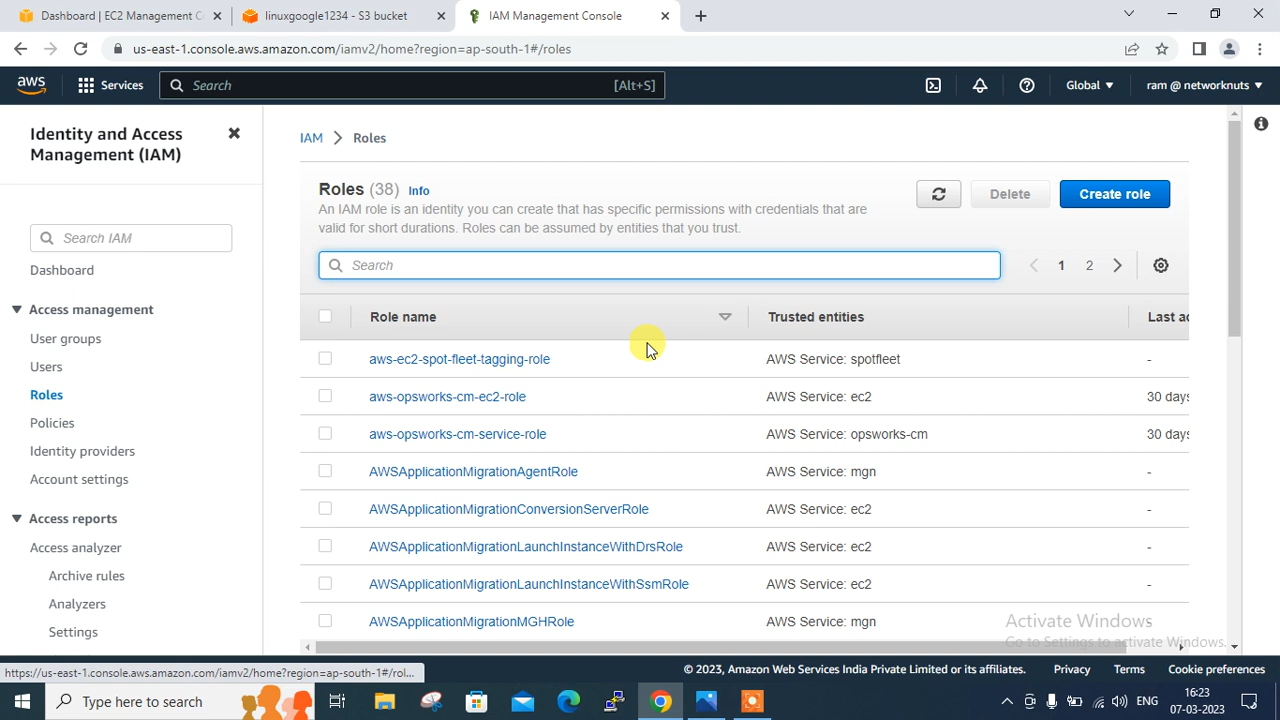 Dashboard | EC2 Management C
linuxgoogle1234 - S3 bucket
IAM Management Console
us-east-1.console.aws.amazon.com/iamv2/home?region=ap-south-1#/roles
aws
Services
Search
[Alt+S]
Global
ram @ networknuts
Identity and Access
Management (IAM)
Search IAM
Dashboard
Access management
User groups
Users
Roles
Policies
Identity providers
Account settings
Access reports
Access analyzer
Archive rules
Analyzers
Settings
IAM > Roles
Roles (38) Info
An IAM role is an identity you can create that has specific permissions with credentials that are
valid for short durations. Roles can be assumed by entities that you trust.
Delete
Create role
Search
1 2
Role name Trusted entities Last ac
aws-ec2-spot-fleet-tagging-role AWS Service: spotfleet -
aws-opsworks-cm-ec2-role AWS Service: ec2 30 days
aws-opsworks-cm-service-role AWS Service: opsworks-cm 30 days
AWSApplicationMigrationAgentRole AWS Service: mgn -
AWSApplicationMigrationConversionServerRole AWS Service: ec2 -
AWSApplicationMigrationLaunchInstanceWithDrsRole AWS Service: ec2 -
AWSApplicationMigrationLaunchInstanceWithSsmRole AWS Service: ec2 -
AWSApplicationMigrationMGHRole AWS Service: mgn -
Activate Windows
Go to Settings to activate Windows.
https://us-east-1.console.aws.amazon.com/iamv2/home?region=ap-south-1#/rol...
© 2023, Amazon Web Services India Private Limited or its affiliates.
Privacy
Terms
Cookie preferences
Type here to search
ENG
16:23
07-03-2023